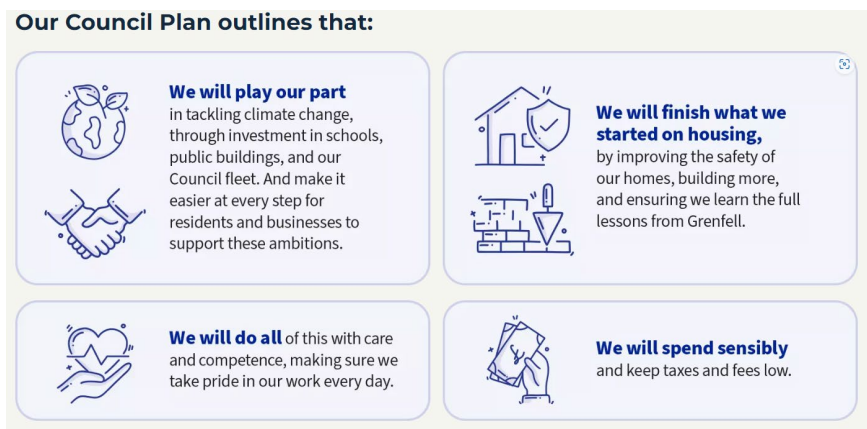 Our Council Plan outlines that:
We will play our part
in tackling climate change,
through investment in schools,
public buildings, and our
Council fleet. And make it
easier at every step for
residents and businesses to
support these ambitions.
We will finish what we
started on housing,
by improving the safety of
our homes, building more,
and ensuring we learn the full
lessons from Grenfell.
We will do all of this with care
and competence, making sure we
take pride in our work every day.
We will spend sensibly
and keep taxes and fees low.